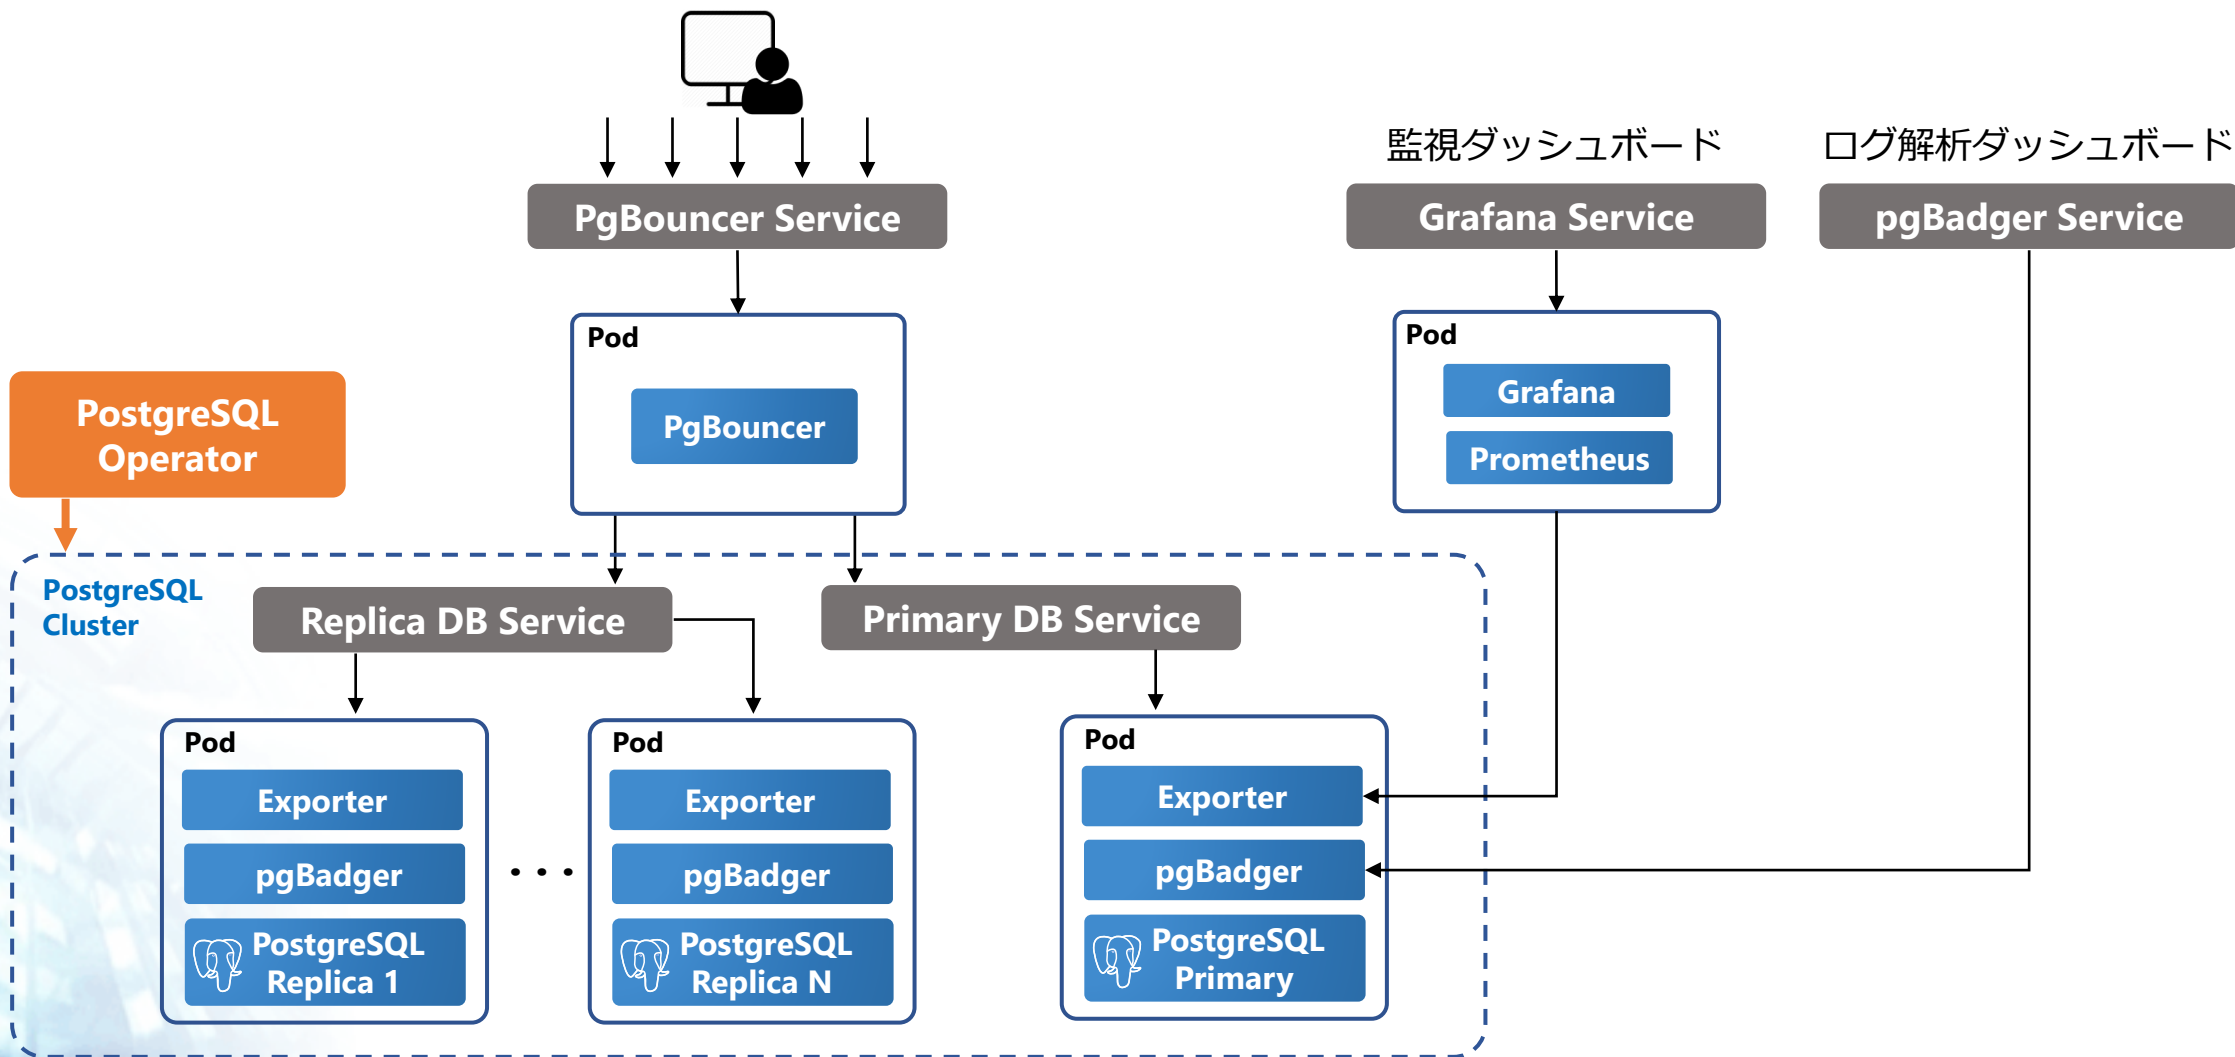 監視ダッシュボード
ログ解析ダッシュボード
PgBouncer Service
Grafana Service
pgBadger Service
Pod
PgBouncer
Pod
Grafana
Prometheus
PostgreSQL
Operator
PostgreSQL
Cluster
Replica DB Service
Primary DB Service
Pod
Exporter
pgBadger
PostgreSQL
Replica 1
. . .
Pod
Exporter
pgBadger
PostgreSQL
Replica N
Pod
Exporter
pgBadger
PostgreSQL
Primary